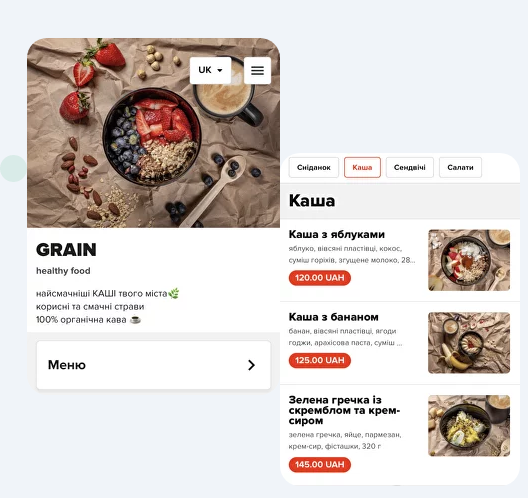 UK
GRAIN
healthy food
найсмачніші КАШІ твого міста🌿
корисні та смачні страви
100% органічна кава ☕
Меню
Сніданок
Каша
Сендвічі
Салати
Каша
Каша з яблуками
яблуко, вівсяні пластівці, кокос,
суміш горіхів, згущене молоко, 28...
120.00 UAH
Каша з бананом
банан, вівсяні пластівці, ягоди
годжи, арахісова паста, суміш ...
125.00 UAH
Зелена гречка із
скремблом та крем-
сиром
зелена гречка, яйце, пармезан,
крем-сир, фісташки, 320 г
145.00 UAH